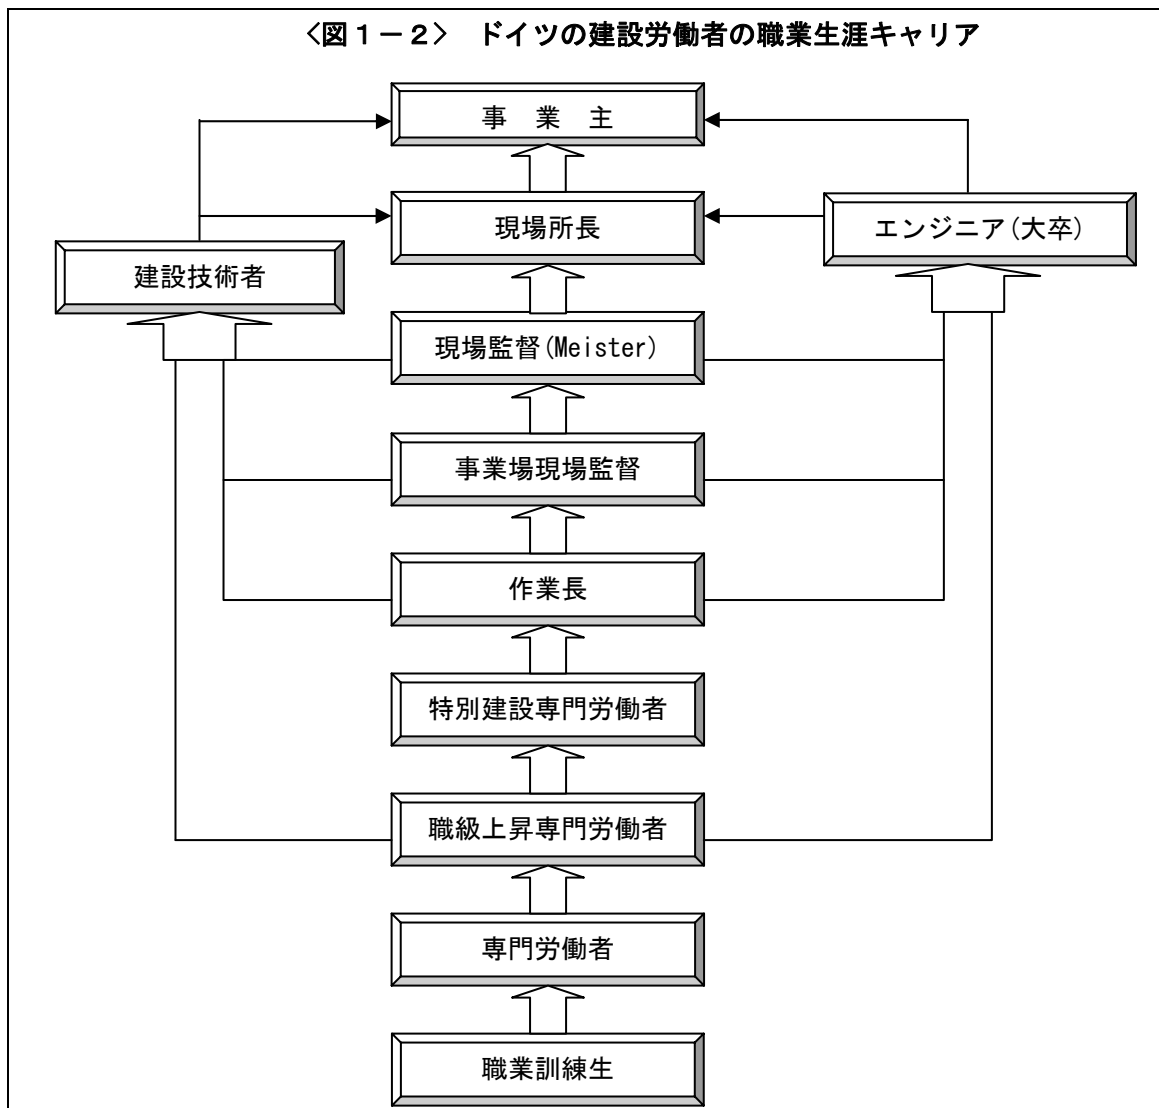 <図1－2> ドイツの建設労働者の職業生涯キャリア
事 業 主
現場所長
エンジニア(大卒)
建設技術者
現場監督(Meister)
事業場現場監督
作業長
特別建設専門労働者
職級上昇専門労働者
専門労働者
職業訓練生